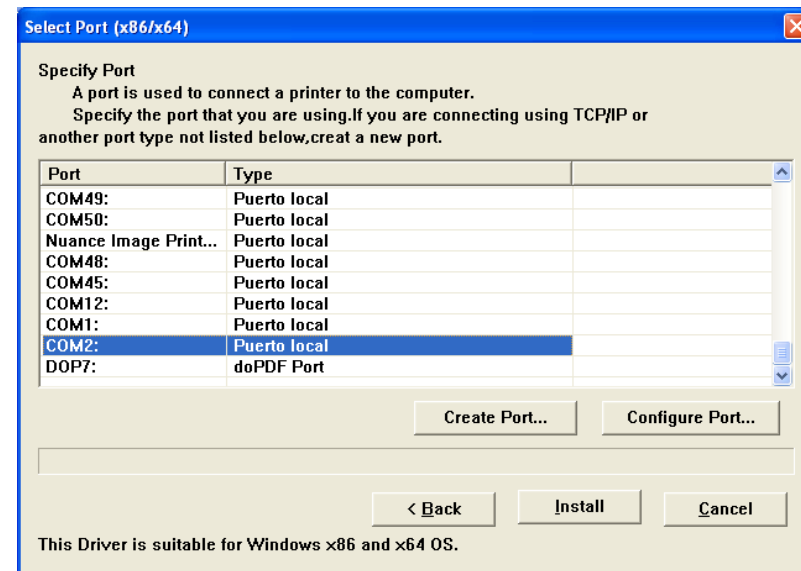 Select Port (x86/x64)
Specify Port
A port is used to connect a printer to the computer.
Specify the port that you are using.If you are connecting using TCP/IP or
another port type not listed below,creat a new port.
Port Type
COM49: Puerto local
COM50: Puerto local
Nuance Image Print... Puerto local
COM48: Puerto local
COM45: Puerto local
COM12: Puerto local
COM1: Puerto local
COM2: Puerto local
DOP7: doPDF Port
Create Port... Configure Port...
< Back Install Cancel
This Driver is suitable for Windows x86 and x64 OS.